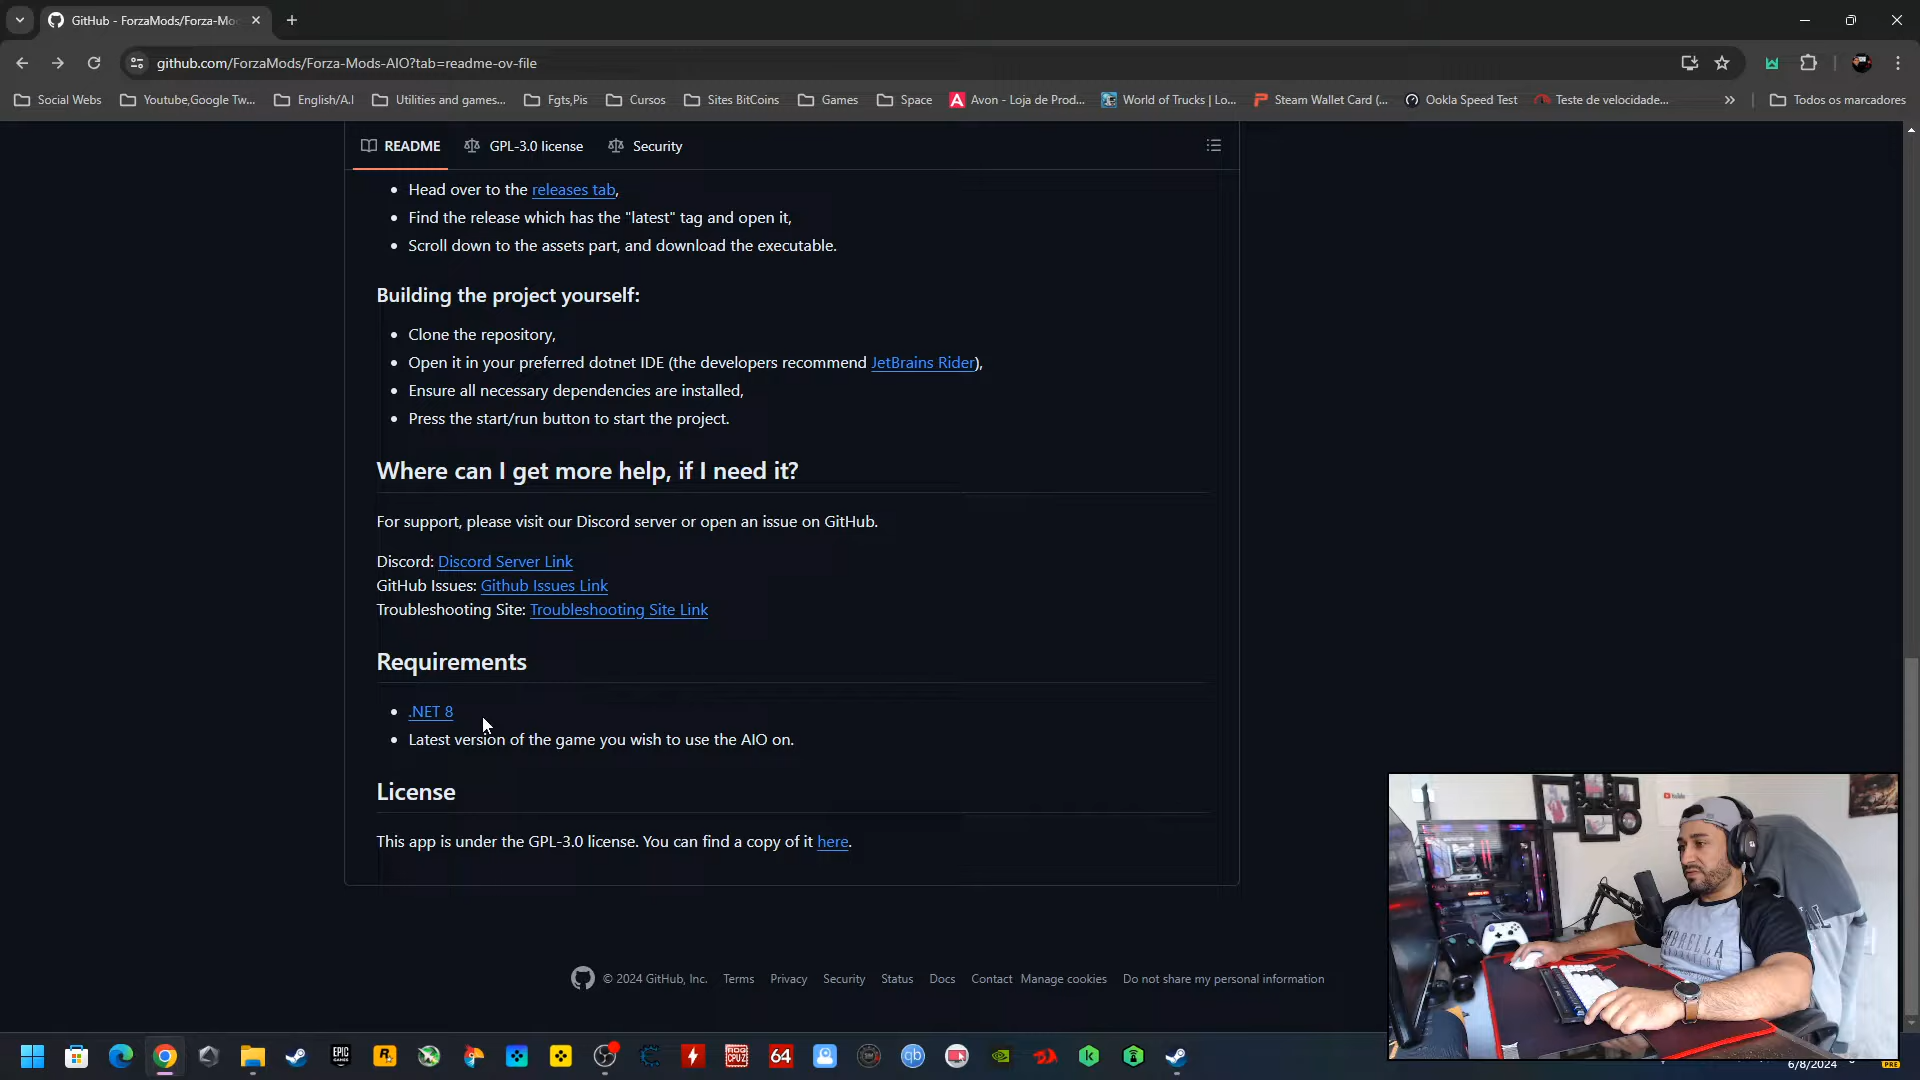 GitHub - ForzaMods/Forza-Mo
github.com/ForzaMods/Forza-Mods-AIO?tab=readme-ov-file
Social Webs
Youtube,Google Tw...
English/A.I
Utilities and games...
Fgts,Pis
Cursos
Sites BitCoins
Games
Space
Avon - Loja de Prod...
World of Trucks | Lo...
Steam Wallet Card (...
Ookla Speed Test
Teste de velocidade...
Todos os marcadores
README
GPL-3.0 license
Security
Head over to the releases tab,
Find the release which has the "latest" tag and open it,
Scroll down to the assets part, and download the executable.
Building the project yourself:
Clone the repository,
Open it in your preferred dotnet IDE (the developers recommend JetBrains Rider),
Ensure all necessary dependencies are installed,
Press the start/run button to start the project.
Where can I get more help, if I need it?
For support, please visit our Discord server or open an issue on GitHub.
Discord: Discord Server Link
GitHub Issues: Github Issues Link
Troubleshooting Site: Troubleshooting Site Link
Requirements
.NET 8
Latest version of the game you wish to use the AIO on.
License
This app is under the GPL-3.0 license. You can find a copy of it here.
© 2024 GitHub, Inc.
Terms
Privacy
Security
Status
Docs
Contact
Manage cookies
Do not share my personal information
EPIC
GAMES
CPU-Z
64
qb
6/8/2024
PRE